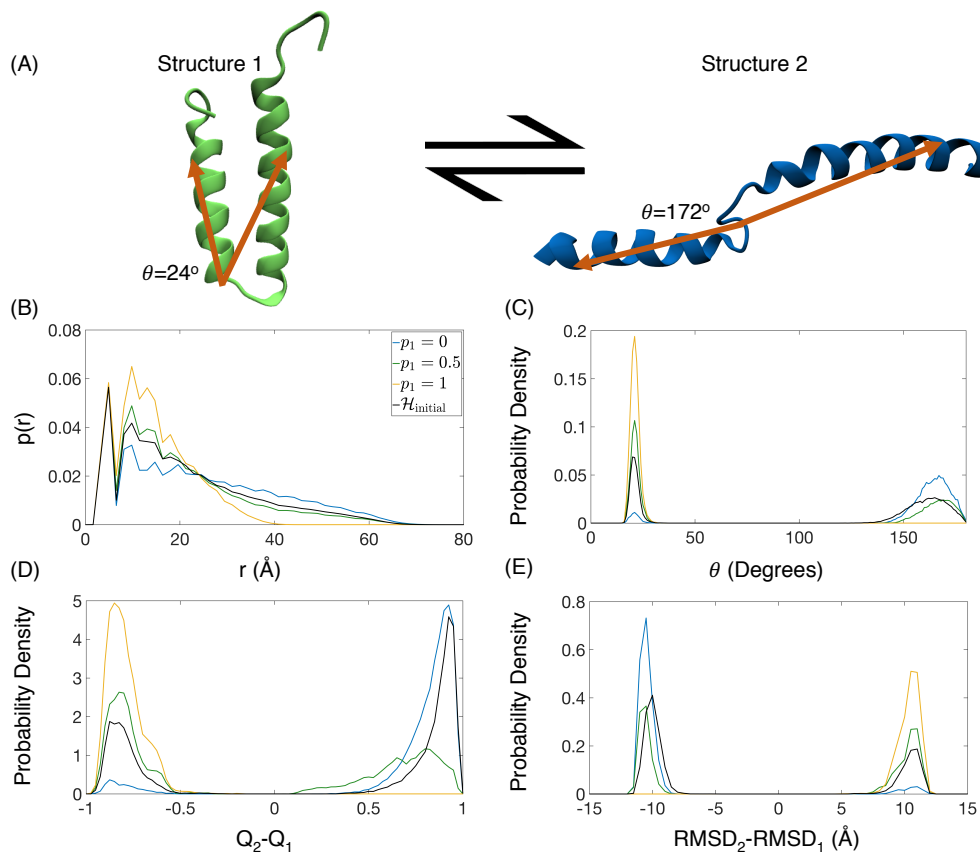 (A)
Structure 1
Structure 2
θ=24°
θ=172°
(B)
(C)
0.08
0.06
0.04
0.02
0
p(r)
p₁ = 0
p₁ = 0.5
p₁ = 1
ℋinitial
0 20 40 60 80
r (Å)
0.2
0.15
0.1
0.05
0
Probability Density
0 50 100 150
θ (Degrees)
(D)
(E)
5
4
3
2
1
0
Probability Density
-1 -0.5 0 0.5 1
Q₂-Q₁
0.8
0.6
0.4
0.2
0
Probability Density
-15 -10 -5 0 5 10 15
RMSD₂-RMSD₁ (Å)